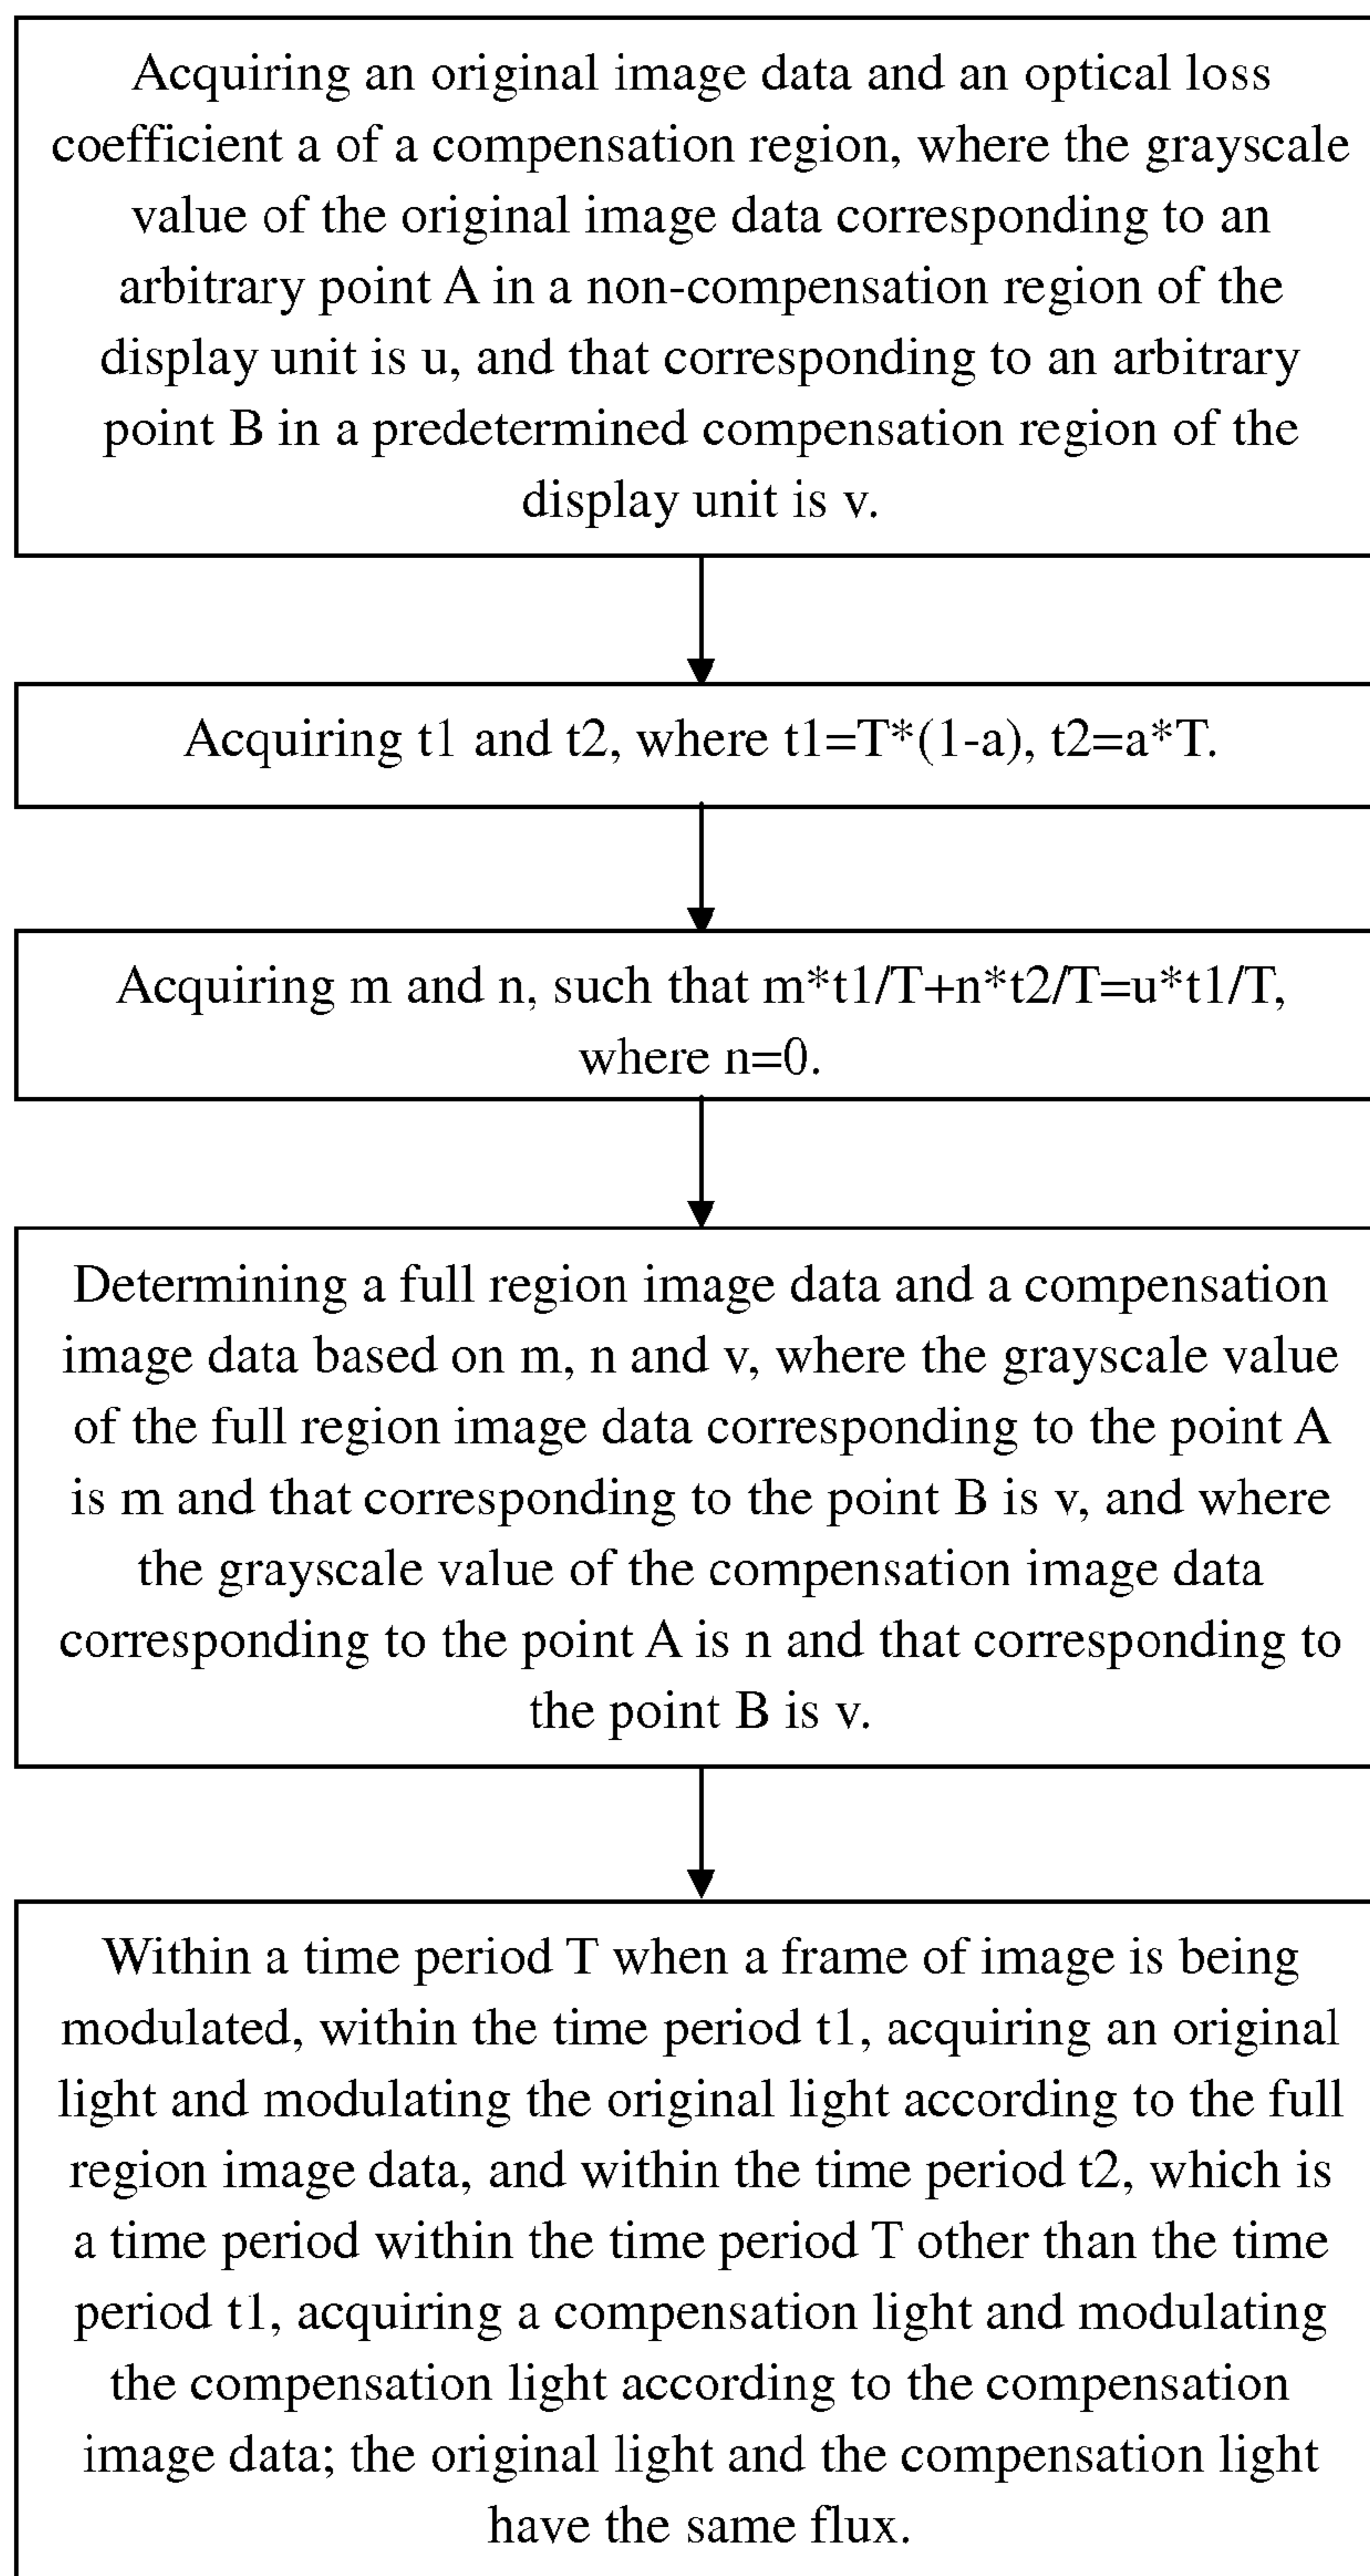 Acquiring an original image data and an optical loss
coefficient a of a compensation region, where the grayscale
value of the original image data corresponding to an
arbitrary point A in a non-compensation region of the
display unit is u, and that corresponding to an arbitrary
point B in a predetermined compensation region of the
display unit is v.
Acquiring t1 and t2, where t1=T*(1-a), t2=a*T.
Acquiring m and n, such that m*t1/T+n*t2/T=u*t1/T,
where n=0.
Determining a full region image data and a compensation
image data based on m, n and v, where the grayscale value
of the full region image data corresponding to the point A
is m and that corresponding to the point B is v, and where
the grayscale value of the compensation image data
corresponding to the point A is n and that corresponding to
the point B is v.
Within a time period T when a frame of image is being
modulated, within the time period t1, acquiring an original
light and modulating the original light according to the full
region image data, and within the time period t2, which is
a time period within the time period T other than the time
period t1, acquiring a compensation light and modulating
the compensation light according to the compensation
image data; the original light and the compensation light
have the same flux.